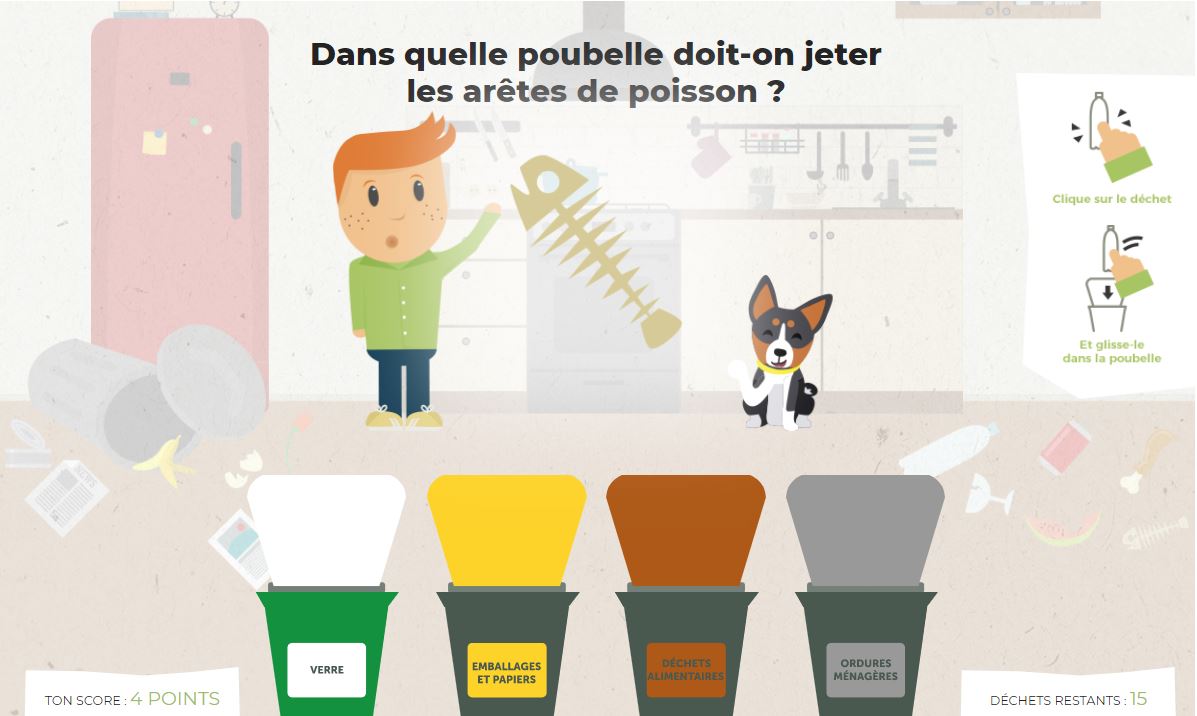 Dans quelle poubelle doit-on jeter
les arêtes de poisson ?
Clique sur le déchet
Et glisse-le
dans la poubelle
NEWS
VERRE
EMBALLAGES
ET PAPIERS
DÉCHETS
ALIMENTAIRES
ORDURES
MÉNAGÈRES
TON SCORE : 4 POINTS
DÉCHETS RESTANTS : 15